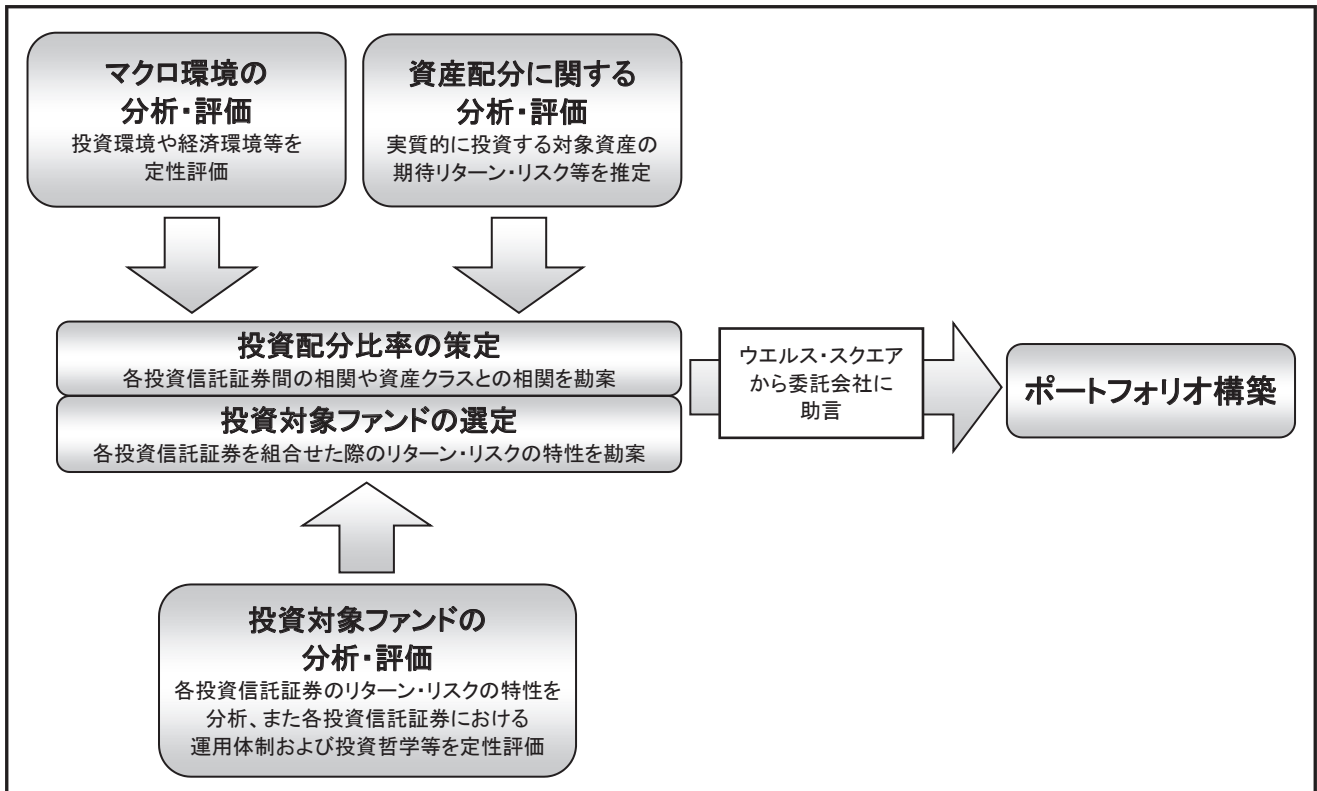 マクロ環境の
分析・評価
投資環境や経済環境等を
定性評価
資産配分に関する
分析・評価
実質的に投資する対象資産の
期待リターン・リスク等を推定
投資配分比率の策定
各投資信託証券間の相関や資産クラスとの相関を勘案
投資対象ファンドの選定
各投資信託証券を組合せた際のリターン・リスクの特性を勘案
ウエルス・スクエア
から委託会社に
助言
ポートフォリオ構築
投資対象ファンドの
分析・評価
各投資信託証券のリターン・リスクの特性を
分析、また各投資信託証券における
運用体制および投資哲学等を定性評価